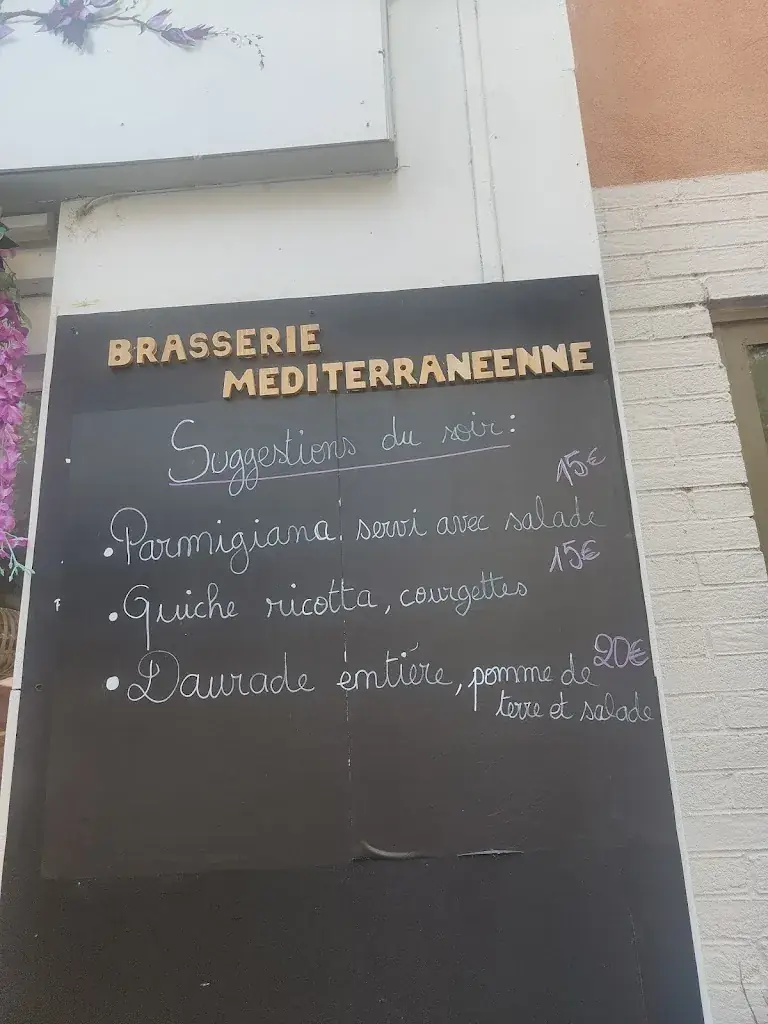 BRASSERIE
MEDITERRANEENNE
Suggestions du soir:
15€
• Parmigiana servi avec salade
15€
• Quiche ricotta, courgettes
20€
• Daurade entiére, pomme de
terre et salade